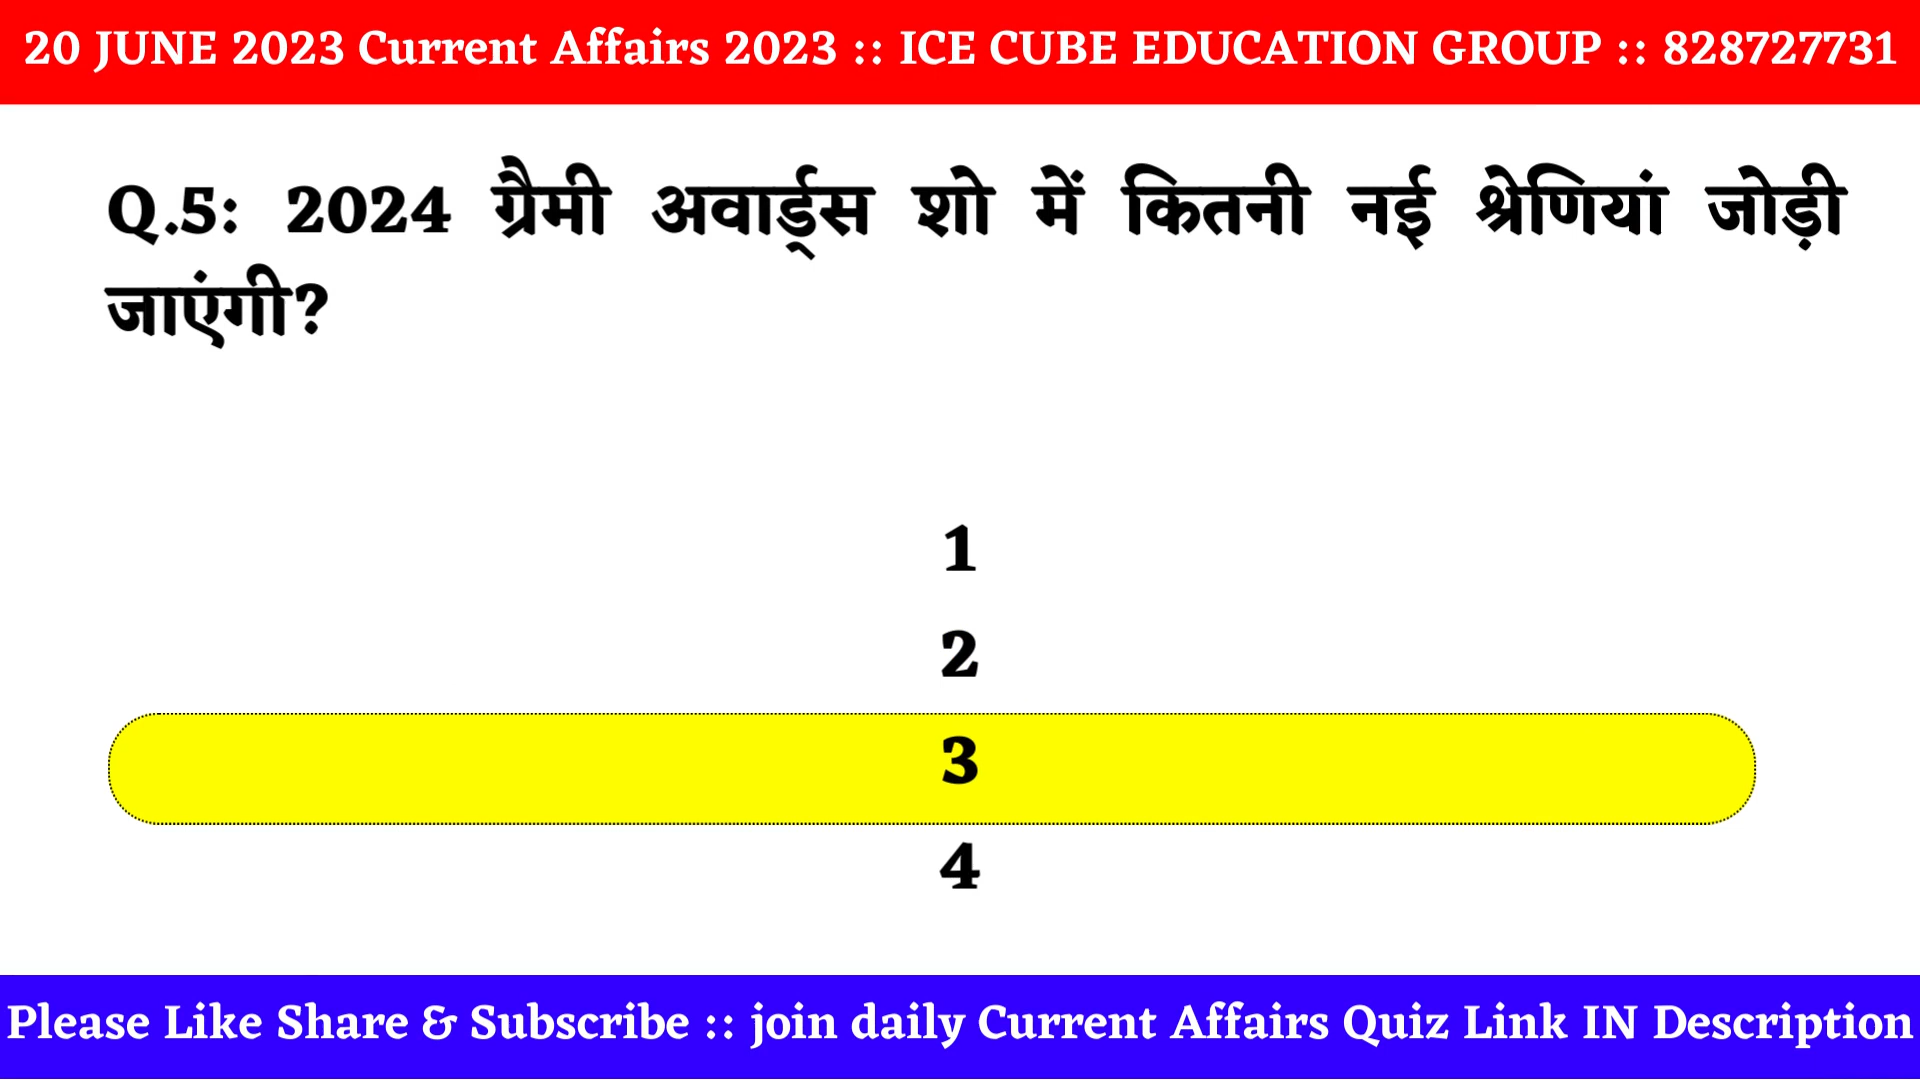 20 JUNE 2023 Current Affairs 2023 :: ICE CUBE EDUCATION GROUP :: 828727731
Q.5: 2024 ग्रैमी अवार्ड्स शो में कितनी नई श्रेणियां जोड़ी
जाएंगी?
1
2
3
4
Please Like Share & Subscribe :: join daily Current Affairs Quiz Link IN Description